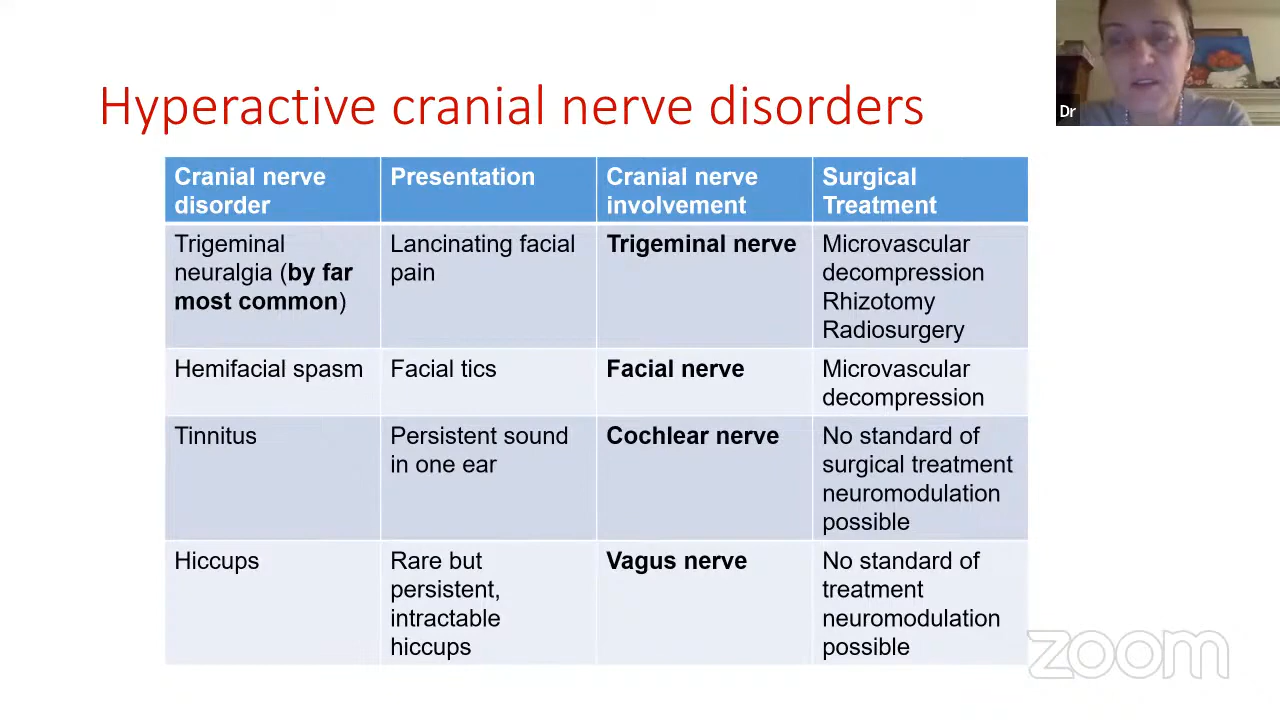 Hyperactive cranial nerve disorders
Dr
Cranial nerve
disorder
Presentation
Cranial nerve
involvement
Surgical
Treatment
Trigeminal
neuralgia (by far
most common)
Lancinating facial
pain
Trigeminal nerve
Microvascular
decompression
Rhizotomy
Radiosurgery
Hemifacial spasm
Facial tics
Facial nerve
Microvascular
decompression
Tinnitus
Persistent sound
in one ear
Cochlear nerve
No standard of
surgical treatment
neuromodulation
possible
Hiccups
Rare but
persistent,
intractable
hiccups
Vagus nerve
No standard of
treatment
neuromodulation
possible
zoom